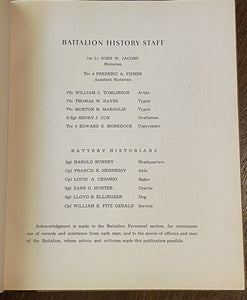 BATTALION HISTORY STAFF
1st Lt JOHN W. JACOBS
Historian
Tec 4 FREDERIC A. FISHER
Assistant Historian
Pfc WILLIAM C. TOMLINSON Artist
Pfc THOMAS W. HAYES Typist
Pfc MORTON M. MARGOLIS Typist
S/Sgt HENRY J. COX Draftsman
Tec 4 EDWARD E. MOREDOCK Copyreader
BATTERY HISTORIANS
Sgt HAROLD BURNEY Headquarters
Cpl FRANCIS X. HENNESSY Able
Cpl LOUIS A. CESARIO Baker
Sgt ZANE G. HUNTER Charlie
Sgt LLOYD B. ELLINGSEN Dog
Cpl WILLIAM E. FITZ GERALD Service
Acknowledgment is made to the Battalion Personnel section, for continuous
use of records and assistance from each man; and to the scores of officers and men
of the Battalion, whose advice and criticism made this publication possible.